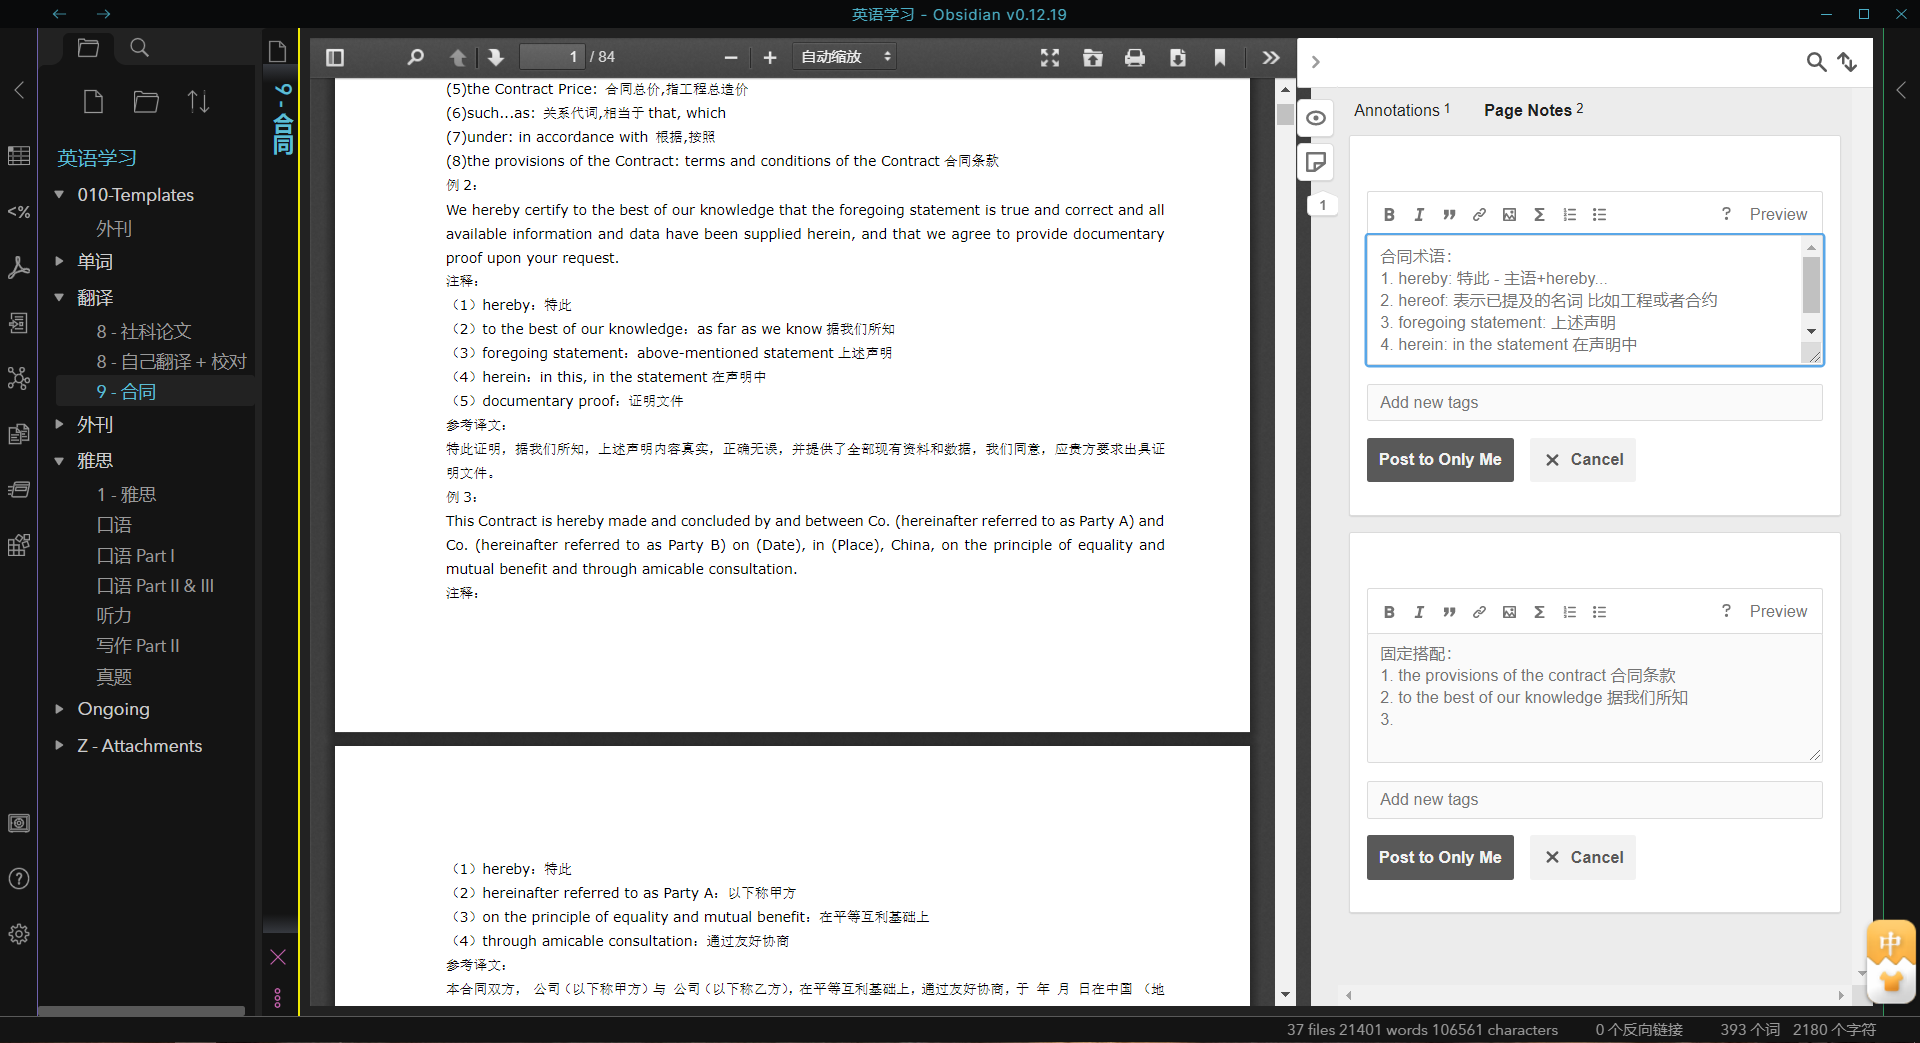 英语学习 - Obsidian v0.12.19
英语学习
010-Templates
外刊
单词
翻译
8 - 社科论文
8 - 自己翻译 + 校对
9 - 合同
外刊
雅思
1 - 雅思
口语
口语 Part I
口语 Part II & III
听力
写作 Part II
真题
Ongoing
Z - Attachments
9 - 合同
1 / 84
自动缩放
(5)the Contract Price: 合同总价,指工程总造价
(6)such...as: 关系代词,相当于 that, which
(7)under: in accordance with 根据,按照
(8)the provisions of the Contract: terms and conditions of the Contract 合同条款
例 2:
We hereby certify to the best of our knowledge that the foregoing statement is true and correct and all
available information and data have been supplied herein, and that we agree to provide documentary
proof upon your request.
注释:
（1）hereby：特此
（2）to the best of our knowledge：as far as we know 据我们所知
（3）foregoing statement：above-mentioned statement 上述声明
（4）herein：in this, in the statement 在声明中
（5）documentary proof：证明文件
参考译文:
特此证明，据我们所知，上述声明内容真实，正确无误，并提供了全部现有资料和数据，我们同意，应贵方要求出具证
明文件。
例 3:
This Contract is hereby made and concluded by and between Co. (hereinafter referred to as Party A) and
Co. (hereinafter referred to as Party B) on (Date), in (Place), China, on the principle of equality and
mutual benefit and through amicable consultation.
注释:
（1）hereby：特此
（2）hereinafter referred to as Party A：以下称甲方
（3）on the principle of equality and mutual benefit：在平等互利基础上
（4）through amicable consultation：通过友好协商
参考译文:
本合同双方， 公司（以下称甲方）与 公司（以下称乙方），在平等互利基础上，通过友好协商，于 年 月 日在中国 （地
1
Annotations 1 Page Notes 2
? Preview
合同术语:
1. hereby: 特此 - 主语+hereby...
2. hereof: 表示已提及的名词 比如工程或者合约
3. foregoing statement: 上述声明
4. herein: in the statement 在声明中
Add new tags
Post to Only Me
Cancel
? Preview
固定搭配:
1. the provisions of the contract 合同条款
2. to the best of our knowledge 据我们所知
3.
Add new tags
Post to Only Me
Cancel
中
37 files 21401 words 106561 characters 0 个反向链接 393 个词 2180 个字符